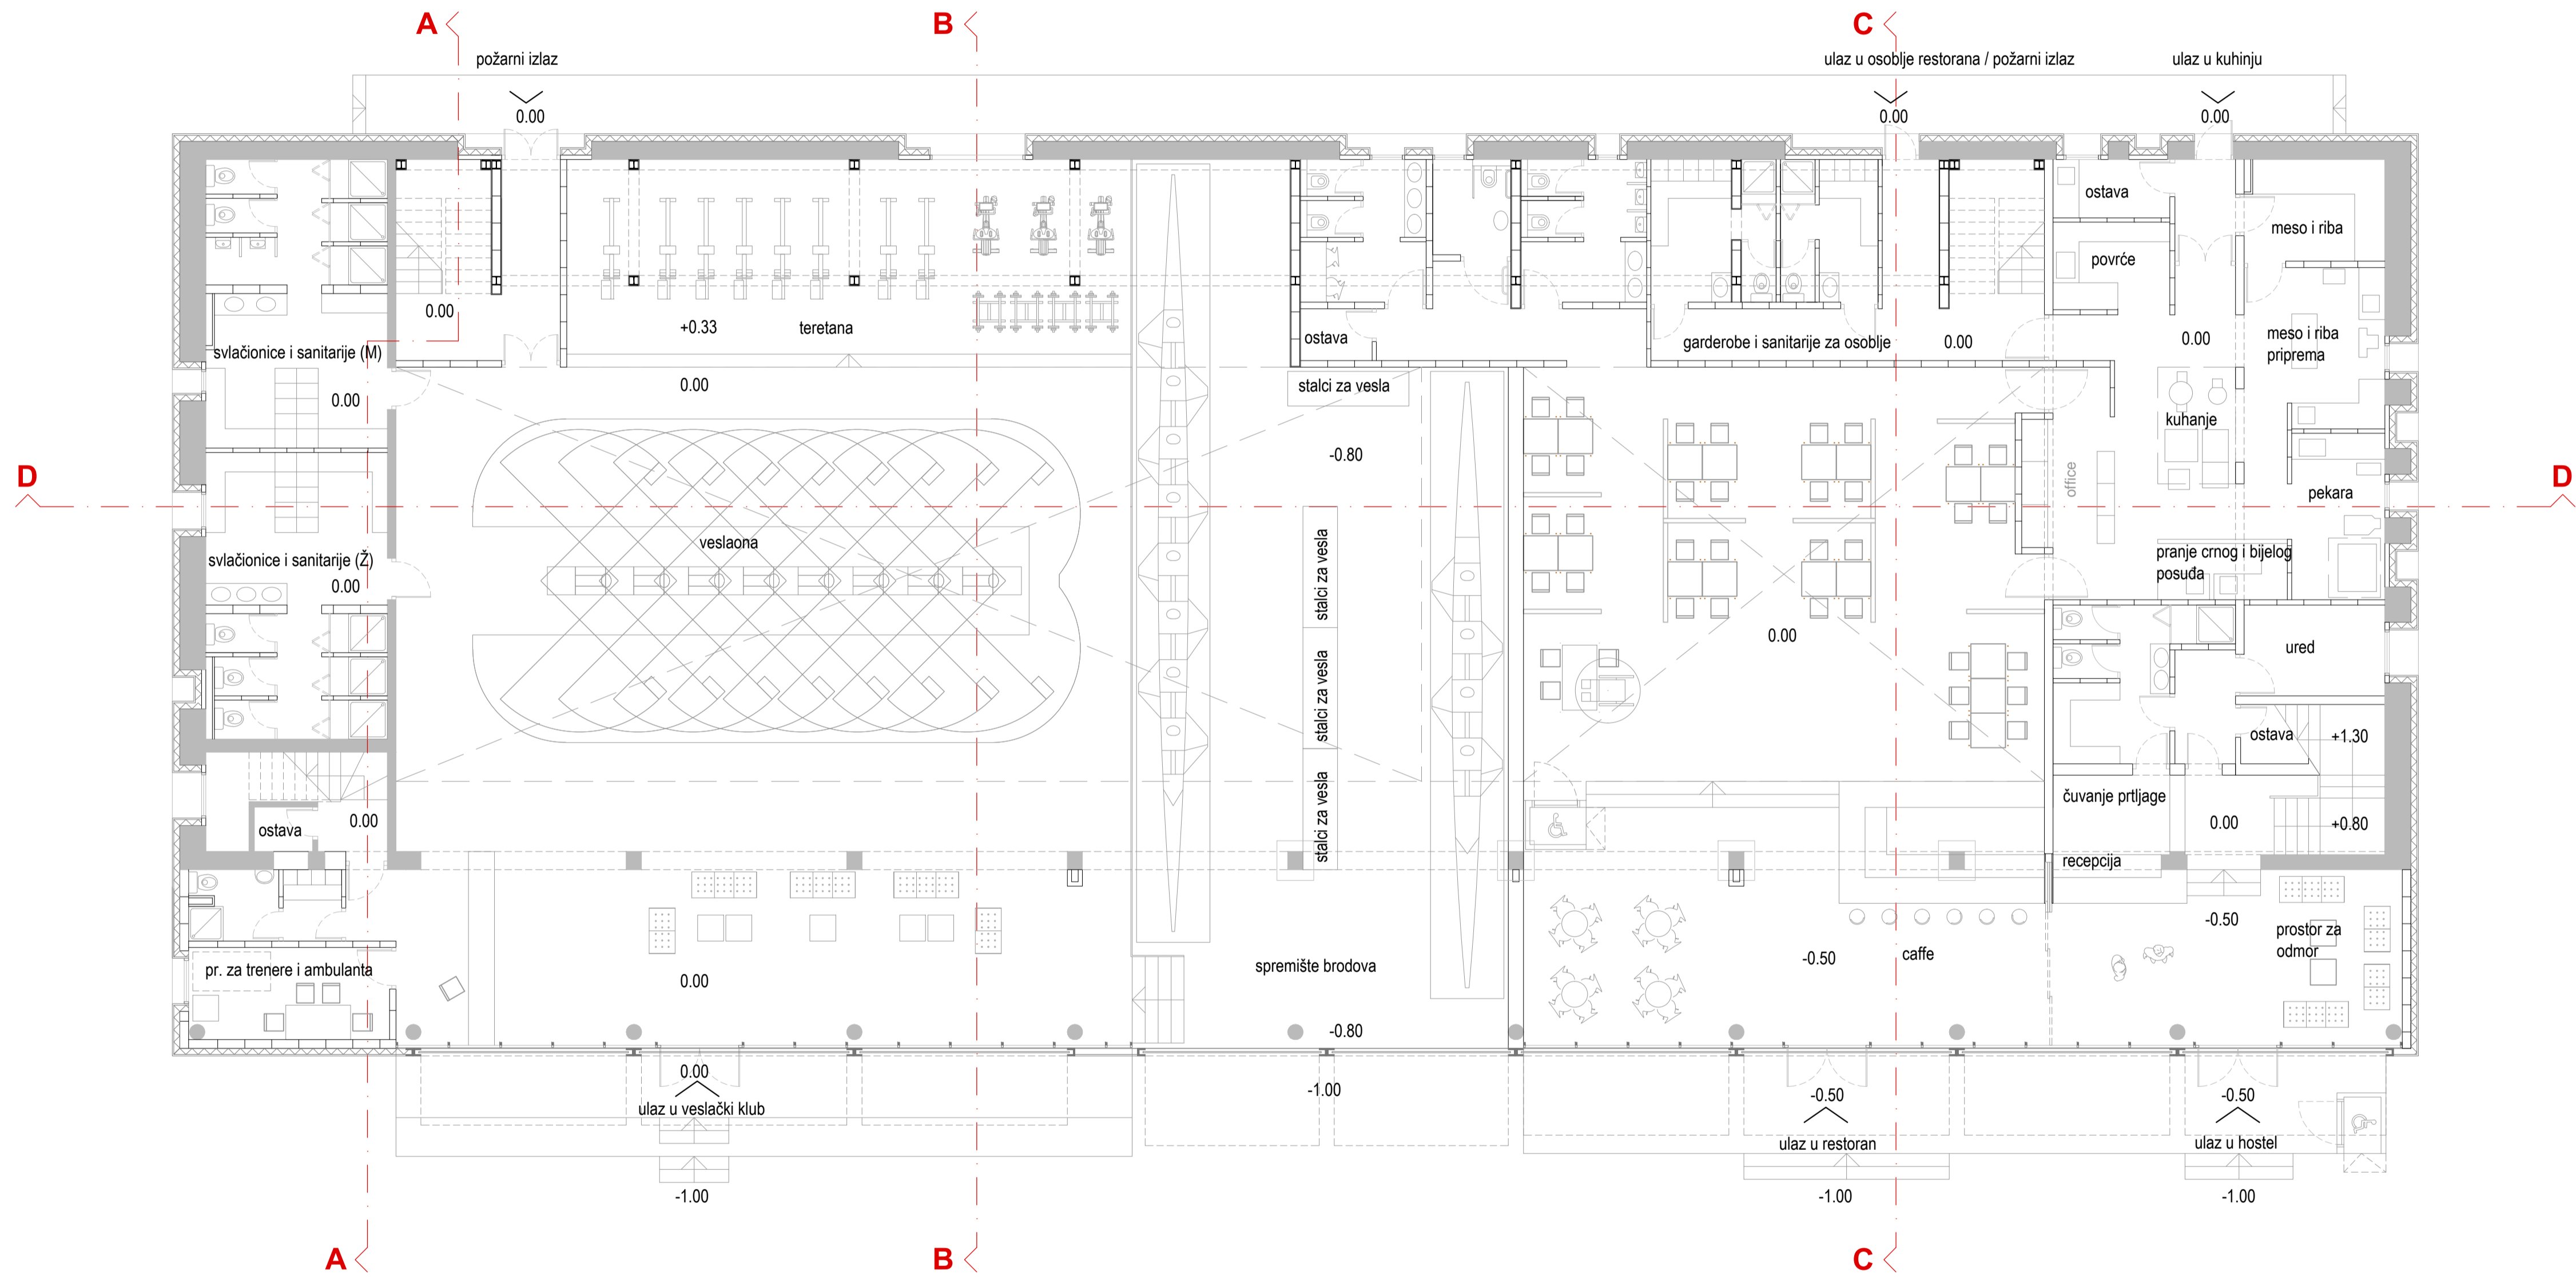 A
B
C
požarni izlaz
ulaz u osoblje restorana / požarni izlaz
ulaz u kuhinju
0.00
0.00
0.00
ostava
meso i riba
povrće
0.00
+0.33
teretana
ostava
garderobe i sanitarije za osoblje
0.00
0.00
meso i riba
priprema
svlačionice i sanitarije (M)
0.00
0.00
stalci za vesla
kuhanje
-0.80
D
D
office
pekara
veslaona
svlačionice i sanitarije (Ž)
0.00
stalci za vesla
pranje crnog i bijelog
posuđa
0.00
ured
stalci za vesla
ostava
+1.30
stalci za vesla
čuvanje prtljage
ostava
0.00
0.00
+0.80
recepcija
-0.50
prostor za
odmor
pr. za trenere i ambulanta
0.00
spremište brodova
-0.50
caffe
-0.80
0.00
ulaz u veslački klub
-1.00
-0.50
ulaz u restoran
-0.50
ulaz u hostel
-1.00
-1.00
-1.00
A
B
C